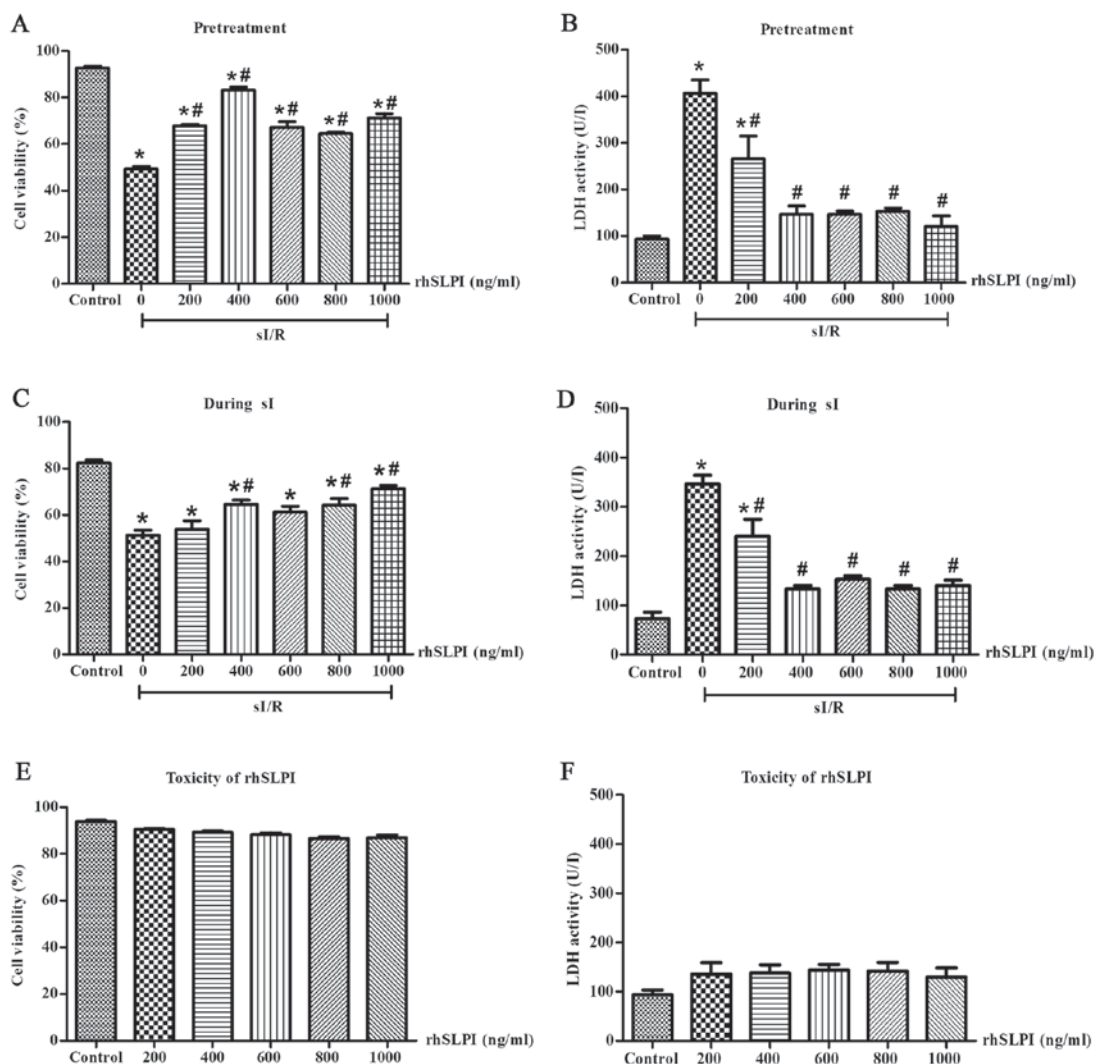 A
Pretreatment
Cell viability (%)
100
80
60
40
20
0
*
*#
*#
*#
*#
*#
Control 0 200 400 600 800 1000 rhSLPI (ng/ml)
sI/R
B
Pretreatment
LDH activity (U/I)
500
400
300
200
100
0
*
*#
#
#
#
#
Control 0 200 400 600 800 1000 rhSLPI (ng/ml)
sI/R
C
During sI
Cell viability (%)
100
80
60
40
20
0
*
*
*#
*
*#
*#
Control 0 200 400 600 800 1000 rhSLPI (ng/ml)
sI/R
D
During sI
LDH activity (U/I)
500
400
300
200
100
0
*
*#
#
#
#
#
Control 0 200 400 600 800 1000 rhSLPI (ng/ml)
sI/R
E
Toxicity of rhSLPI
Cell viability (%)
100
80
60
40
20
0
Control 200 400 600 800 1000 rhSLPI (ng/ml)
F
Toxicity of rhSLPI
LDH activity (U/I)
500
400
300
200
100
0
Control 200 400 600 800 1000 rhSLPI (ng/ml)